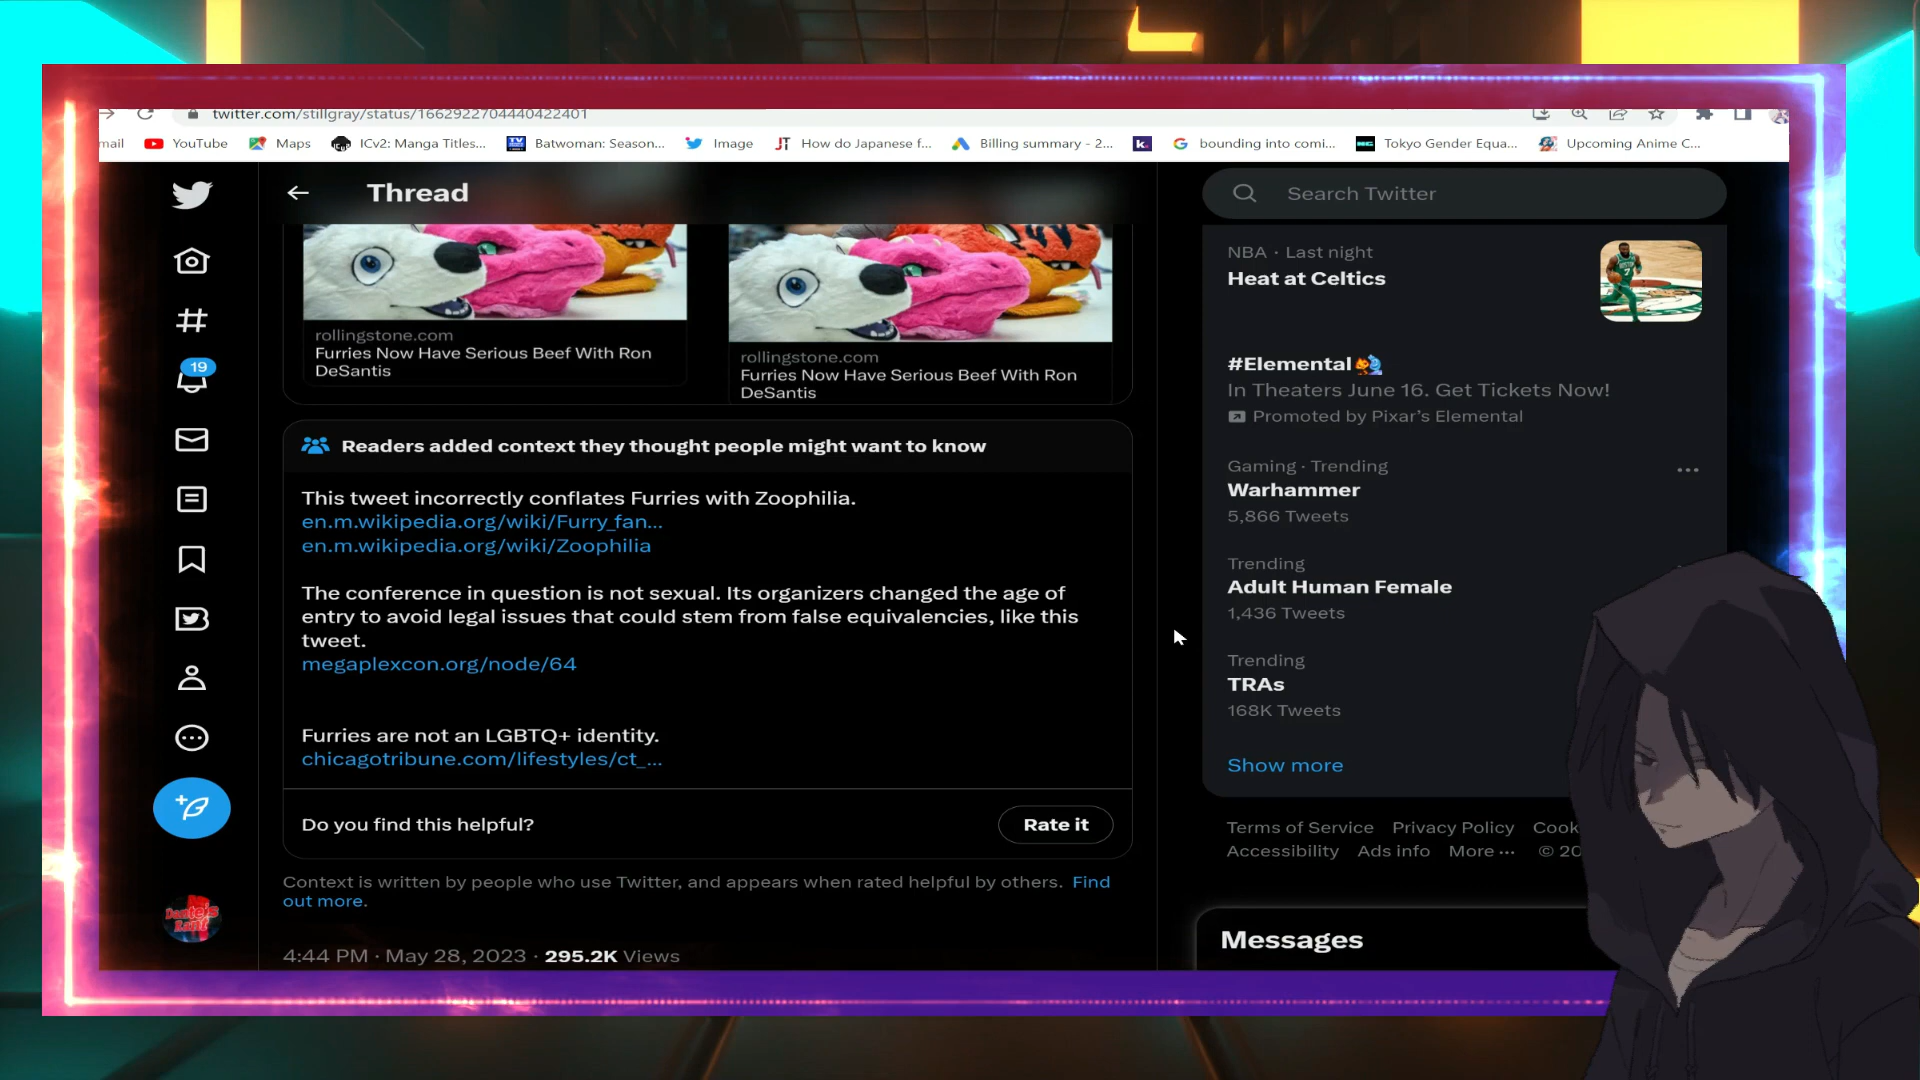 twitter.com/stillgray/status/1662922704440422401
mail YouTube Maps ICv2: Manga Titles... Batwoman: Season... Image How do Japanese f... Billing summary - 2... k. bounding into comi... Tokyo Gender Equa... Upcoming Anime C...
Thread
rollingstone.com
Furries Now Have Serious Beef With Ron
DeSantis
rollingstone.com
Furries Now Have Serious Beef With Ron
DeSantis
19
Readers added context they thought people might want to know
This tweet incorrectly conflates Furries with Zoophilia.
en.m.wikipedia.org/wiki/Furry_fan...
en.m.wikipedia.org/wiki/Zoophilia
The conference in question is not sexual. Its organizers changed the age of
entry to avoid legal issues that could stem from false equivalencies, like this
tweet.
megaplexcon.org/node/64
Furries are not an LGBTQ+ identity.
chicagotribune.com/lifestyles/ct_...
Do you find this helpful?
Rate it
Context is written by people who use Twitter, and appears when rated helpful by others. Find
out more.
4:44 PM · May 28, 2023 · 295.2K Views
Search Twitter
NBA · Last night
Heat at Celtics
#Elemental
In Theaters June 16. Get Tickets Now!
Promoted by Pixar's Elemental
Gaming · Trending
Warhammer
5,866 Tweets
Trending
Adult Human Female
1,436 Tweets
Trending
TRAs
168K Tweets
Show more
Terms of Service Privacy Policy Cook
Accessibility Ads info More ··· © 20
Messages
Dante's
Rant